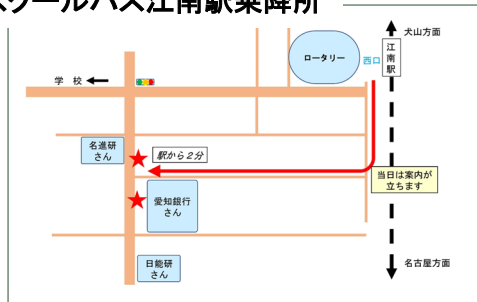 スクールバス江南駅乗降所
犬山方面
ロータリー
西口
江南駅
学 校
名進研
さん
駅から2分
当日は案内が
立ちます
愛知銀行
さん
日能研
さん
名古屋方面